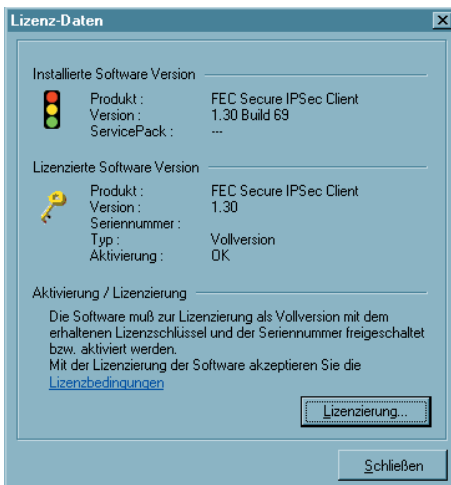 Lizenz-Daten
Installierte Software Version
Produkt : FEC Secure IPSec Client
Version : 1.30 Build 69
ServicePack : ---
Lizenzierte Software Version
Produkt : FEC Secure IPSec Client
Version : 1.30
Seriennummer :
Typ : Vollversion
Aktivierung : OK
Aktivierung / Lizenzierung
Die Software muß zur Lizenzierung als Vollversion mit dem
erhaltenen Lizenzschlüssel und der Seriennummer freigeschaltet
bzw. aktiviert werden.
Mit der Lizenzierung der Software akzeptieren Sie die
Lizenzbedingungen
Lizenzierung...
Schließen